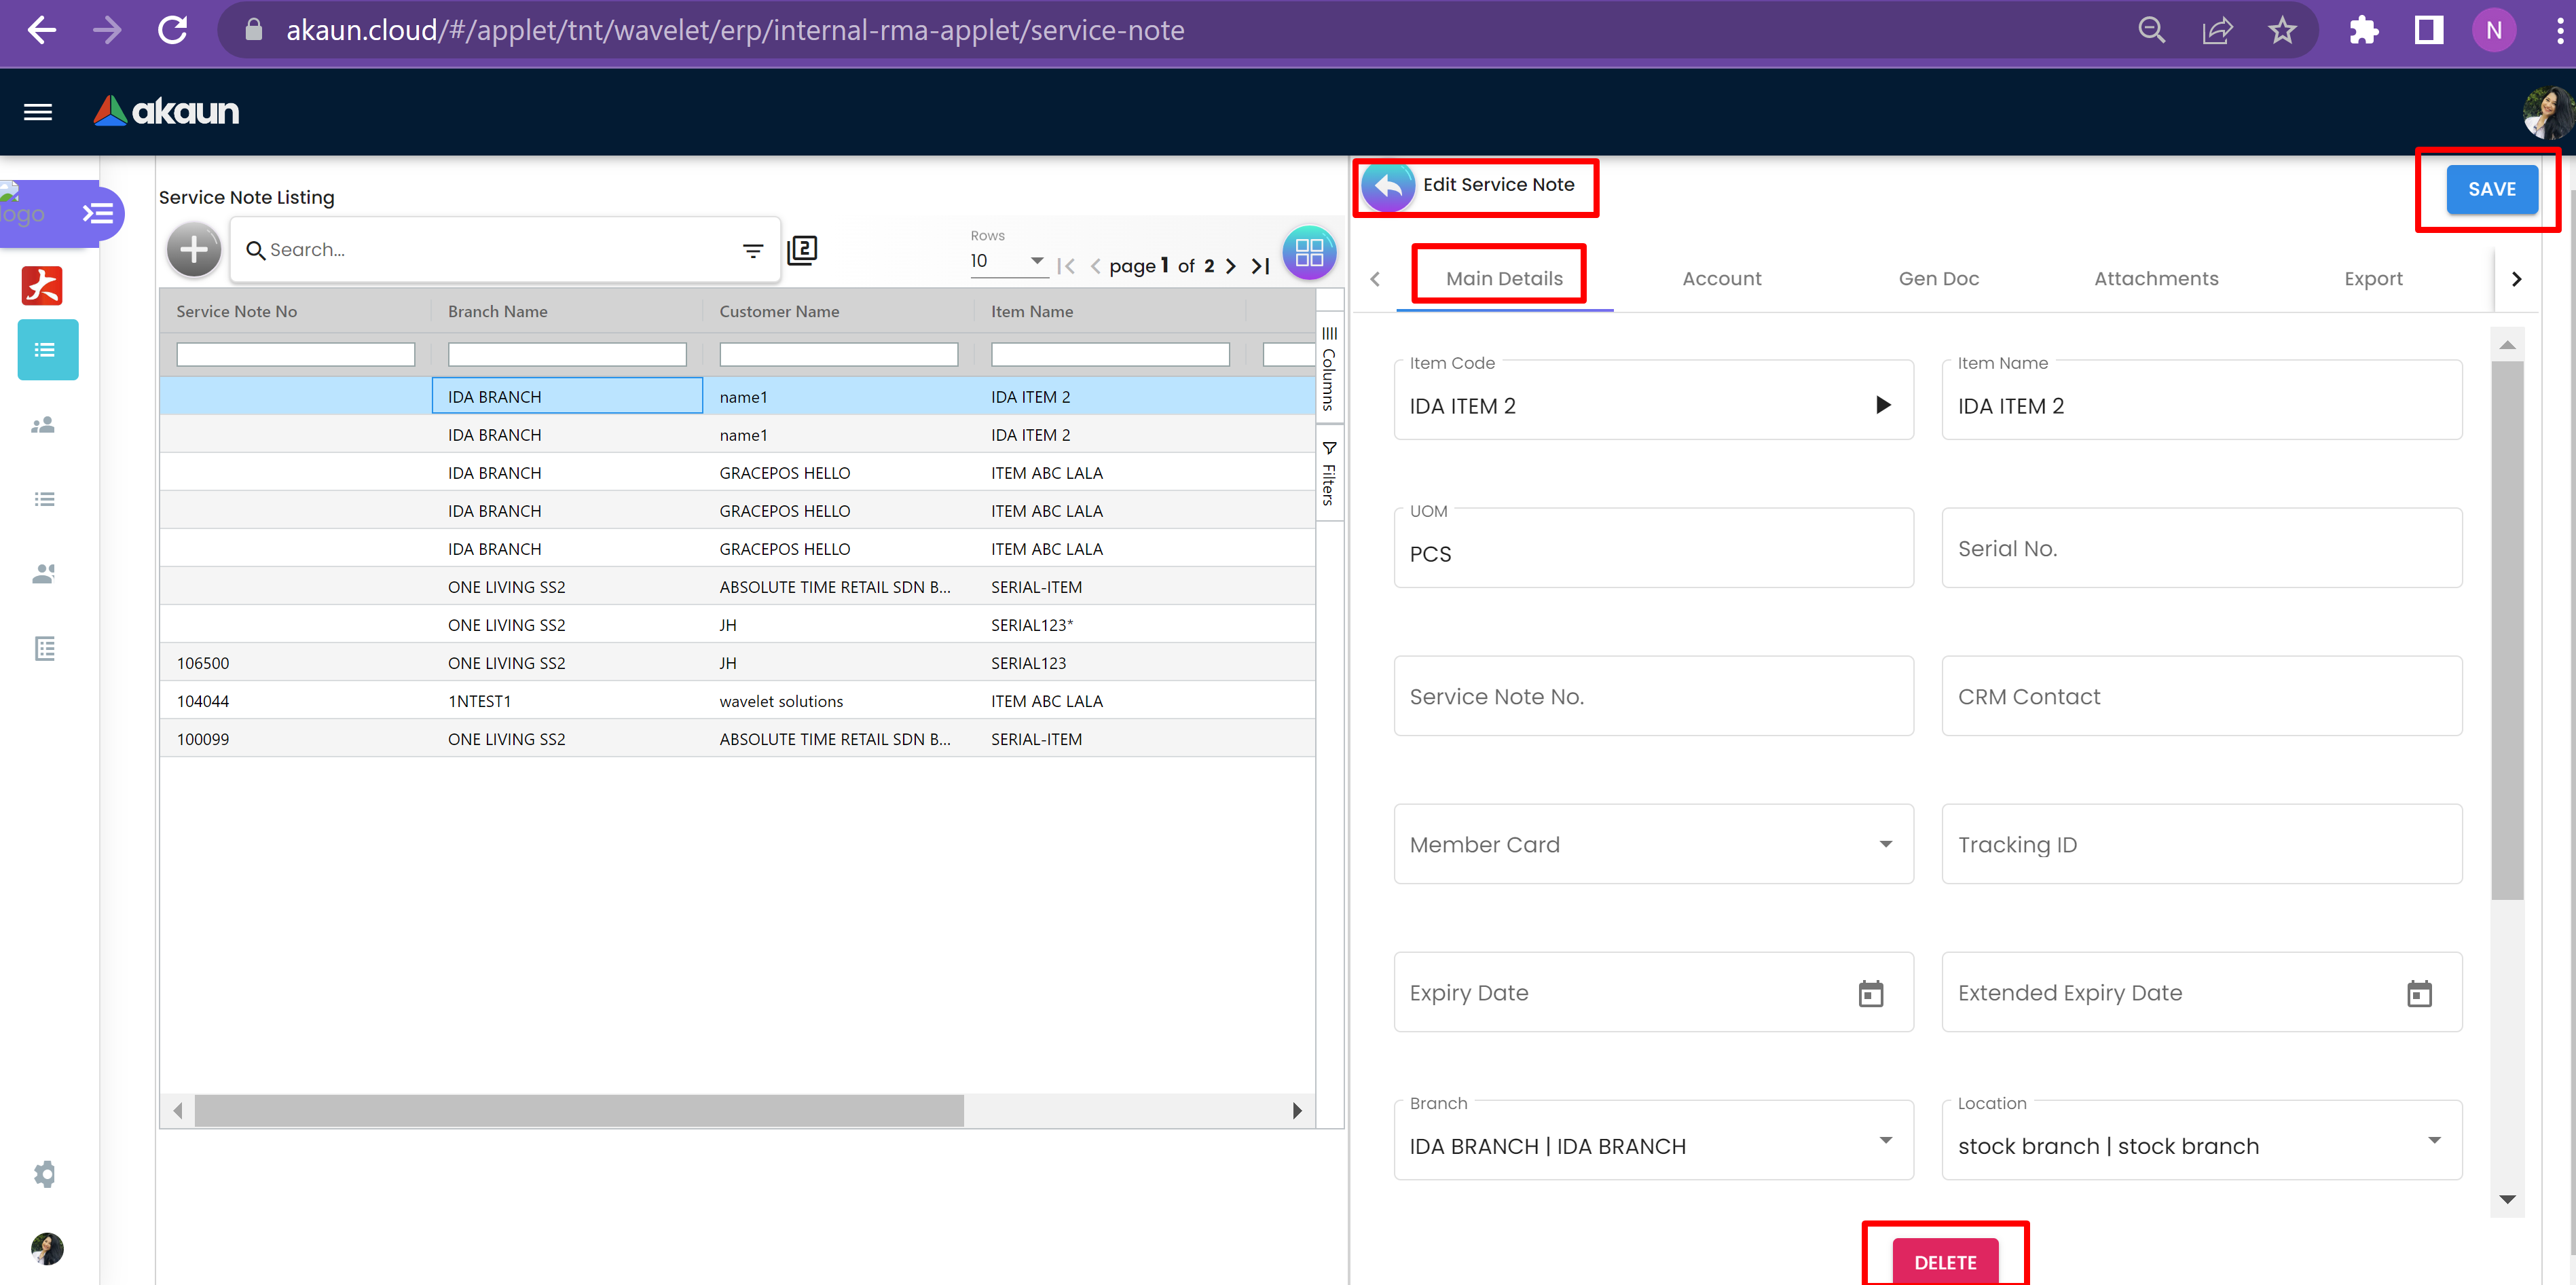 akaun.cloud/#/applet/tnt/wavelet/erp/internal-rma-applet/service-note
N
akaun
logo
Service Note Listing
Search...
2
Rows
10
page 1 of 2
Service Note No Branch Name Customer Name Item Name
IDA BRANCH name1 IDA ITEM 2
IDA BRANCH name1 IDA ITEM 2
IDA BRANCH GRACEPOS HELLO ITEM ABC LALA
IDA BRANCH GRACEPOS HELLO ITEM ABC LALA
IDA BRANCH GRACEPOS HELLO ITEM ABC LALA
ONE LIVING SS2 ABSOLUTE TIME RETAIL SDN B... SERIAL-ITEM
ONE LIVING SS2 JH SERIAL123*
106500 ONE LIVING SS2 JH SERIAL123
104044 1NTEST1 wavelet solutions ITEM ABC LALA
100099 ONE LIVING SS2 ABSOLUTE TIME RETAIL SDN B... SERIAL-ITEM
Columns
Filters
Edit Service Note
SAVE
Main Details Account Gen Doc Attachments Export
Item Code
IDA ITEM 2
Item Name
IDA ITEM 2
UOM
PCS
Serial No.
Service Note No.
CRM Contact
Member Card
Tracking ID
Expiry Date
Extended Expiry Date
Branch
IDA BRANCH | IDA BRANCH
Location
stock branch | stock branch
DELETE